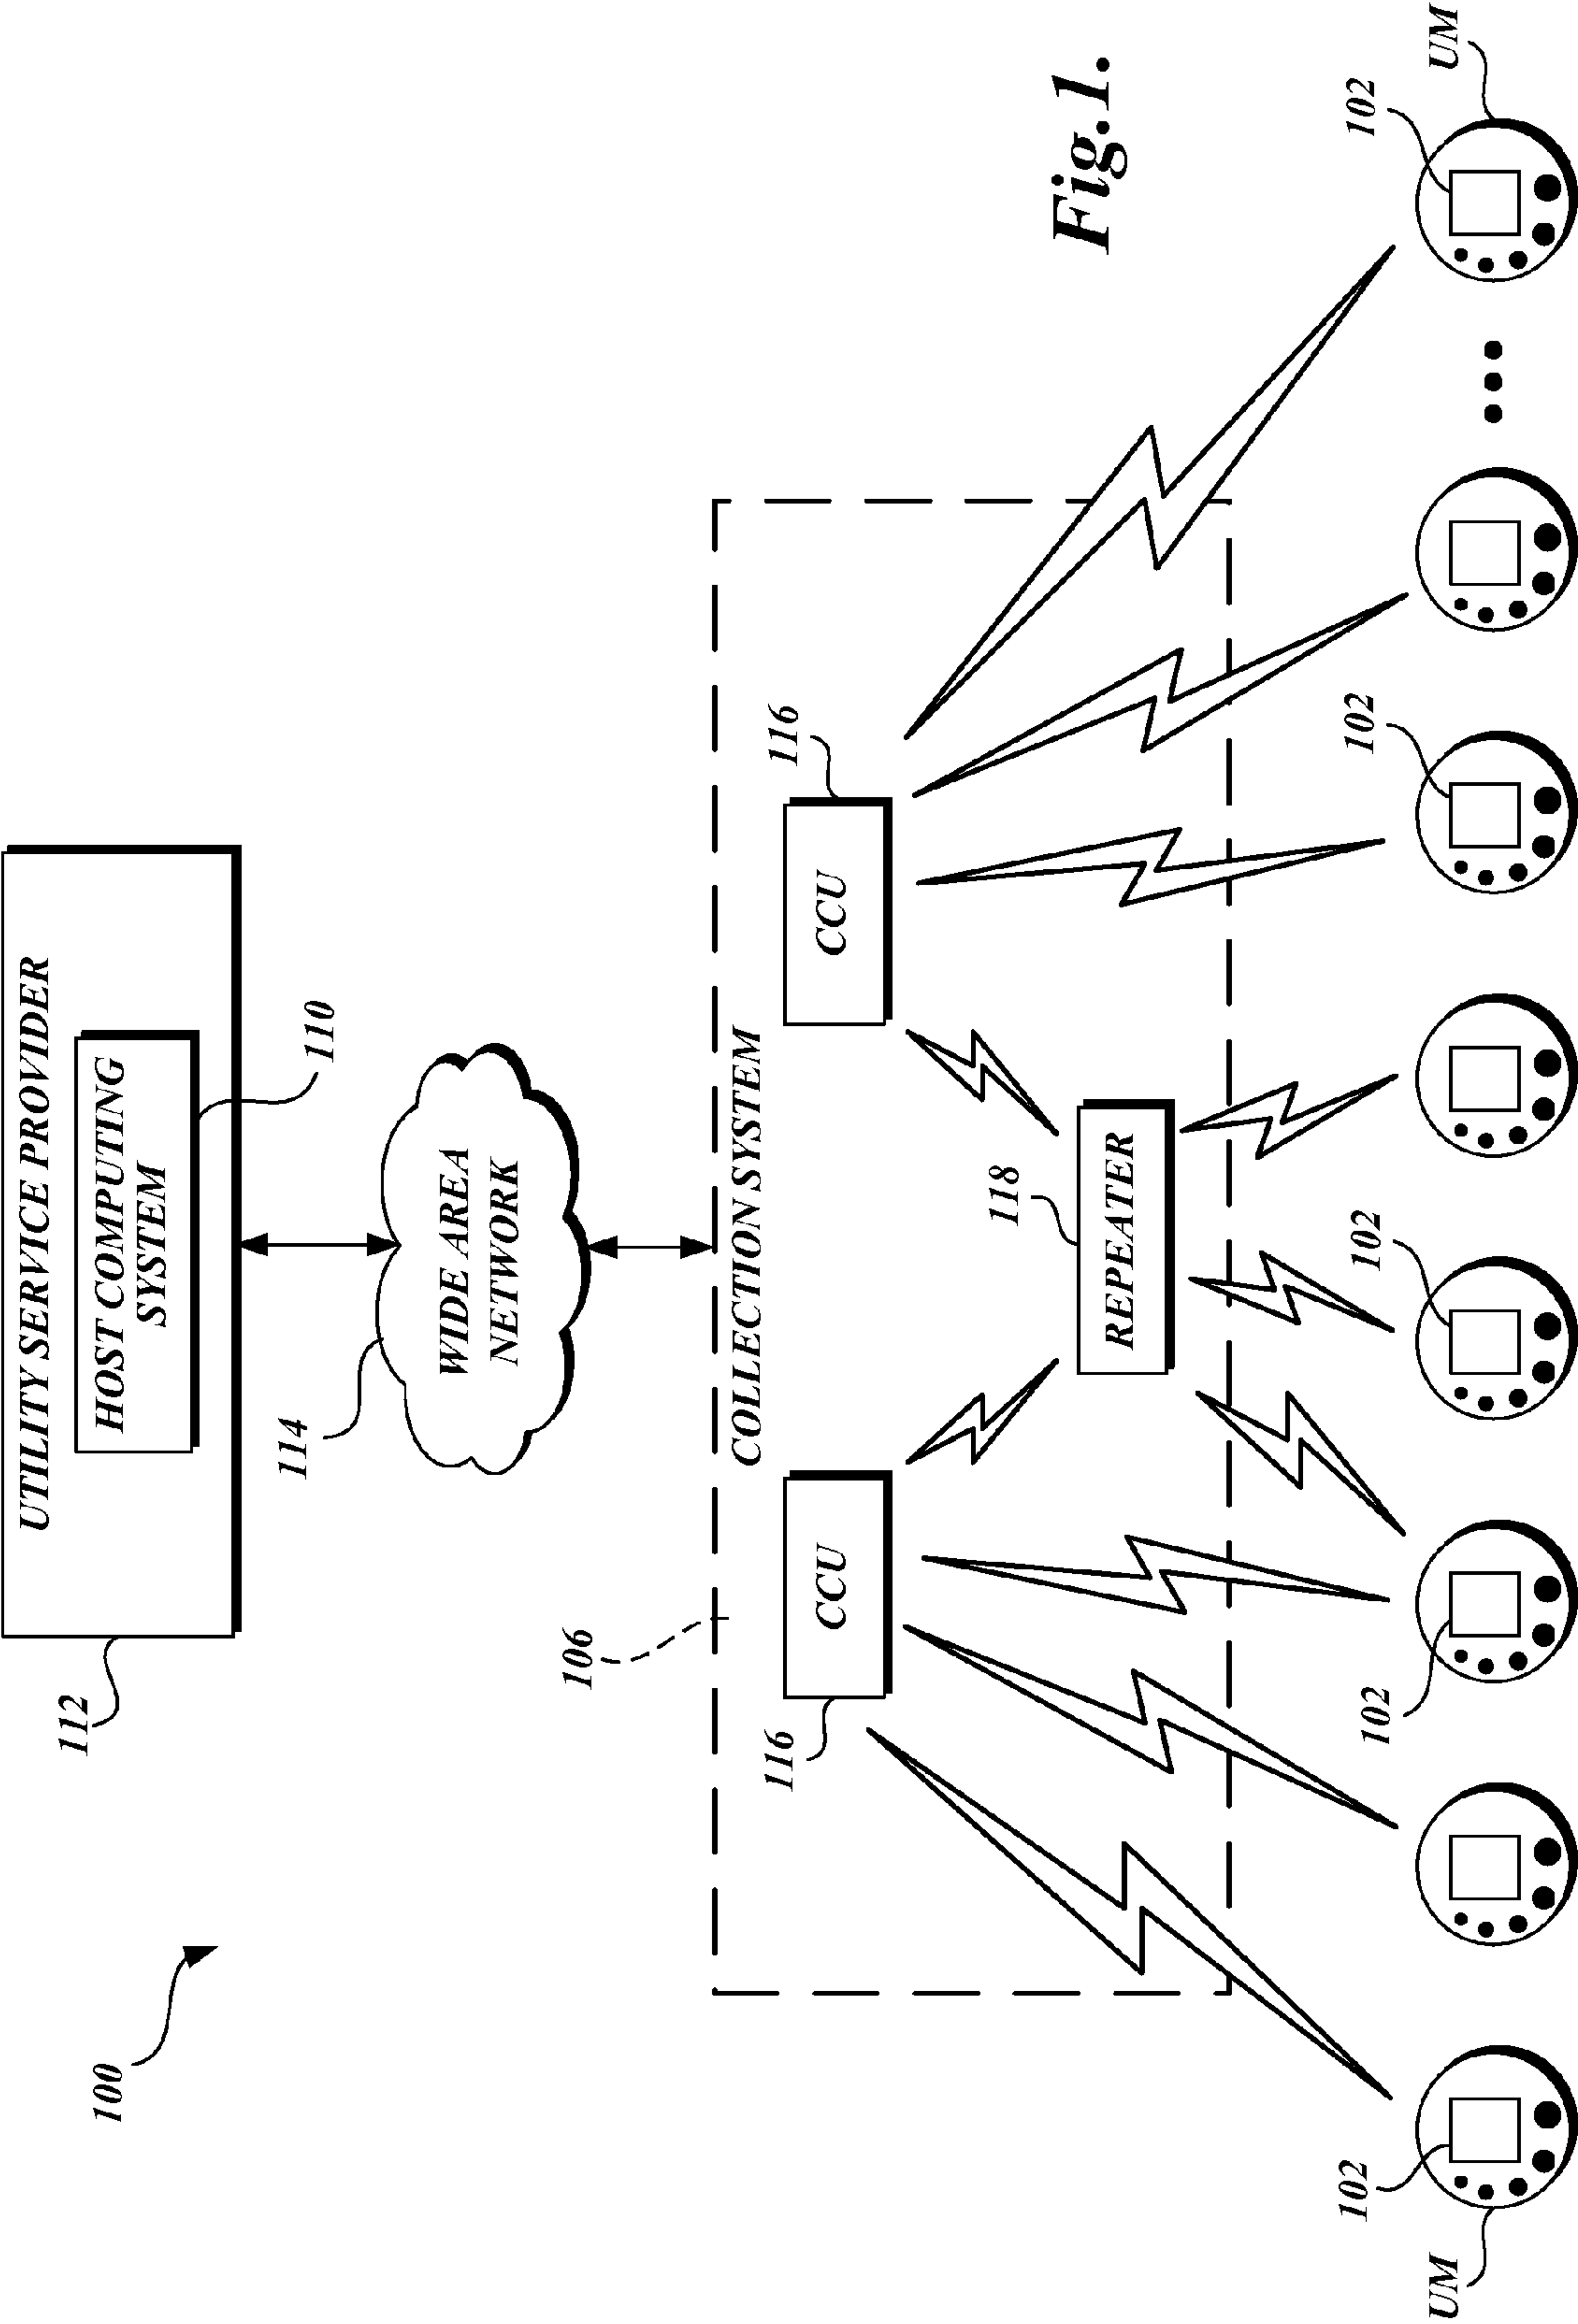 100
112
UTILITY SERVICE PROVIDER
HOST COMPUTING
SYSTEM
110
114
WIDE AREA
NETWORK
106
COLLECTION SYSTEM
116
CCU
CCU
116
118
REPEATER
Fig.1.
102
102
102
102
102
UM
UM